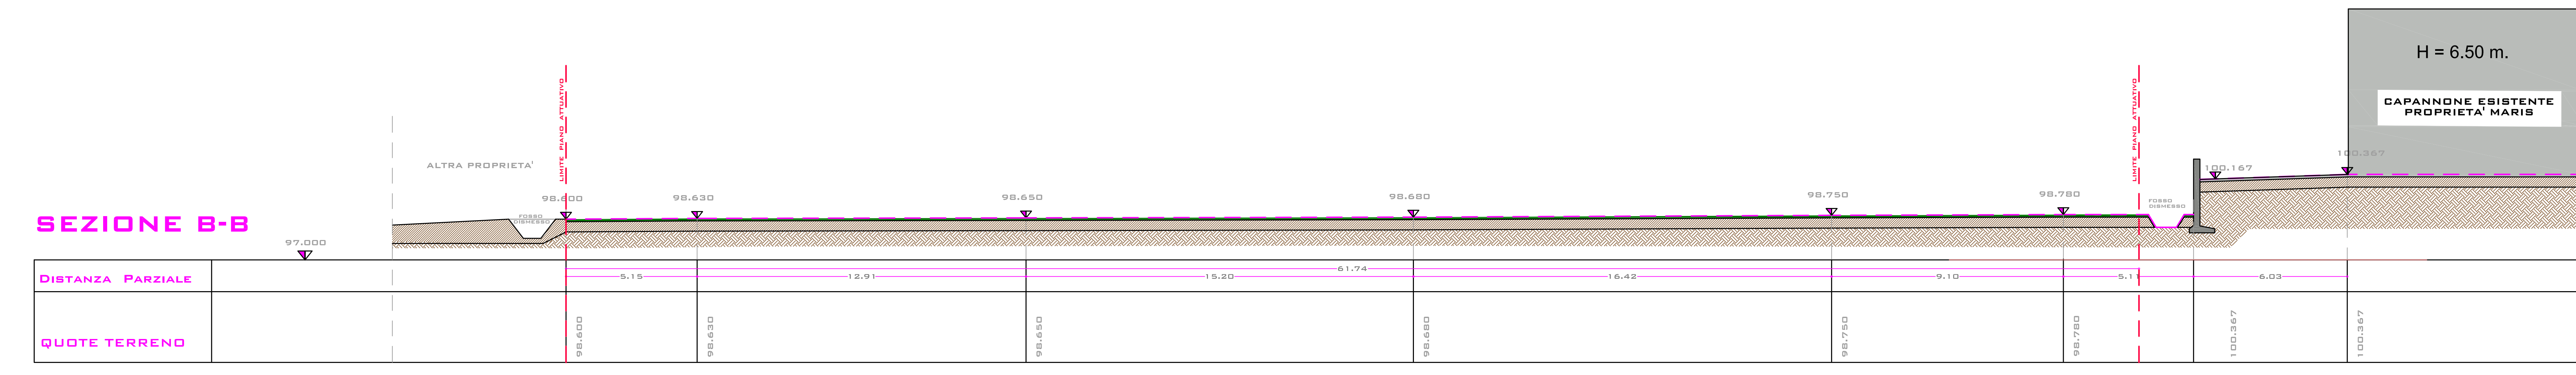 H = 6.50 m.
CAPANNONE ESISTENTE
PROPRIETA' MARIS
LIMITE PIANO ATTUATIVO
LIMITE PIANO ATTUATIVO
ALTRA PROPRIETA'
100.367
100.167
98.600
98.630
98.650
98.680
98.750
98.780
FOSSO
DISMESSO
FOSSO
DISMESSO
SEZIONE B-B
97.000
61.74
Distanza Parziale
5.15
12.91
15.20
16.42
9.10
5.11
6.03
QUOTE TERRENO
98.600
98.630
98.650
98.680
98.750
98.780
100.367
100.367